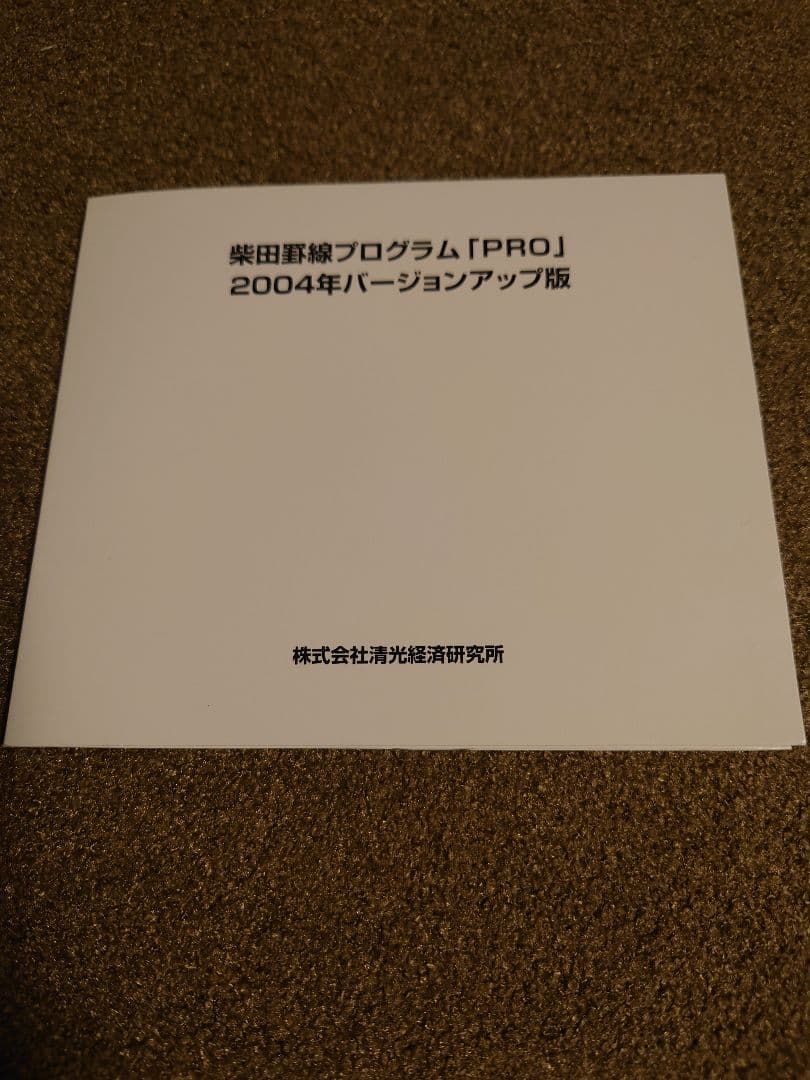 柴田罫線プログラム「PRO」
2004年バージョンアップ版
株式会社清光経済研究所